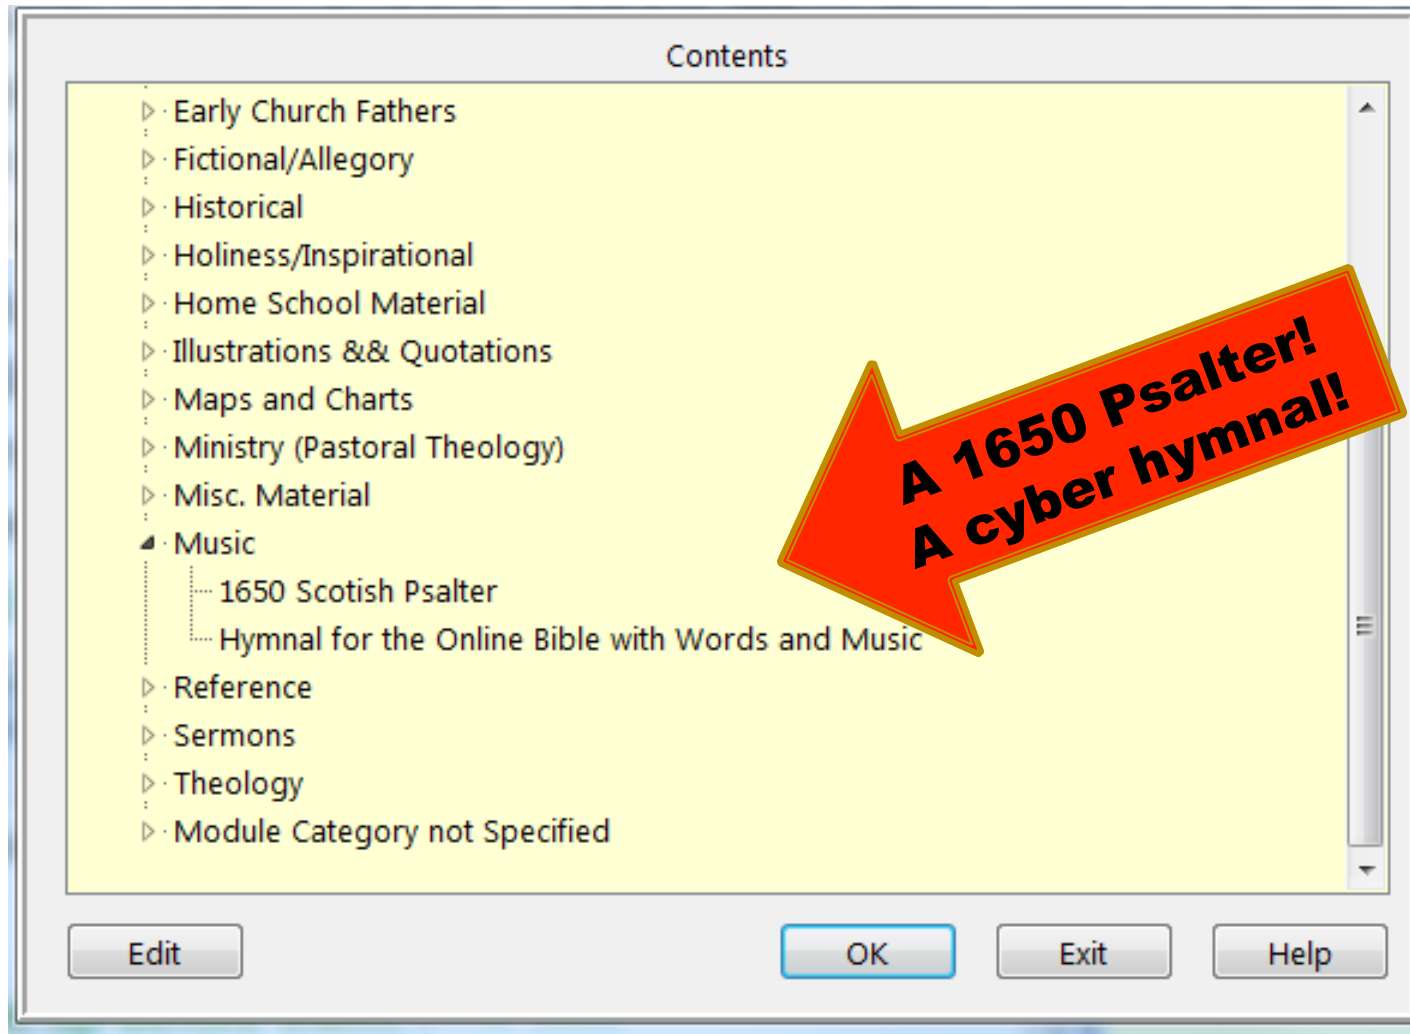 Contents
Early Church Fathers
Fictional/Allegory
Historical
Holiness/Inspirational
Home School Material
Illustrations && Quotations
Maps and Charts
Ministry (Pastoral Theology)
Misc. Material
Music
1650 Scotish Psalter
Hymnal for the Online Bible with Words and Music
Reference
Sermons
Theology
Module Category not Specified
A 1650 Psalter!
A cyber hymnal!
Edit
OK
Exit
Help